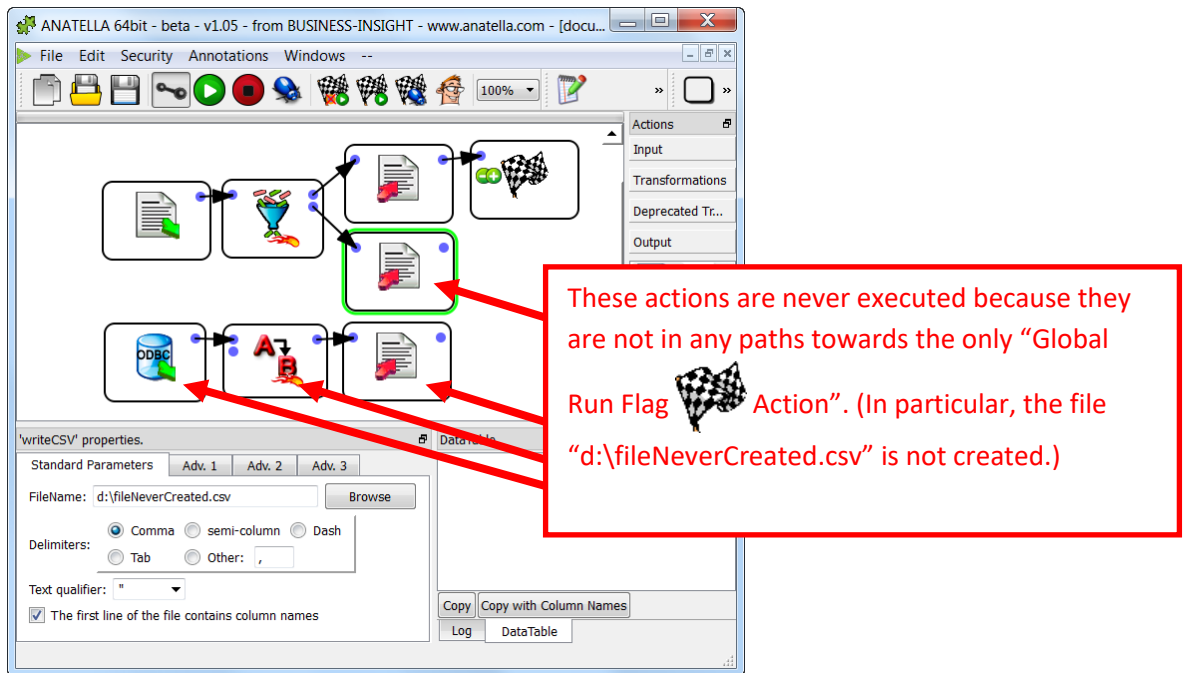 ANATELLA 64bit - beta - v1.05 - from BUSINESS-INSIGHT - www.anatella.com - [docu...
File Edit Security Annotations Windows --
100% » »
Actions
Input
Transformations
Deprecated Tr...
Output
ODBC
A
B
These actions are never executed because they
are not in any paths towards the only “Global
Run Flag Action”. (In particular, the file
“d:\fileNeverCreated.csv” is not created.)
'writeCSV' properties.
DataTable
Standard Parameters Adv. 1 Adv. 2 Adv. 3
FileName: d:\fileNeverCreated.csv Browse
Delimiters: Comma semi-column Dash
Tab Other: ,
Text qualifier: "
The first line of the file contains column names
Copy Copy with Column Names
Log DataTable